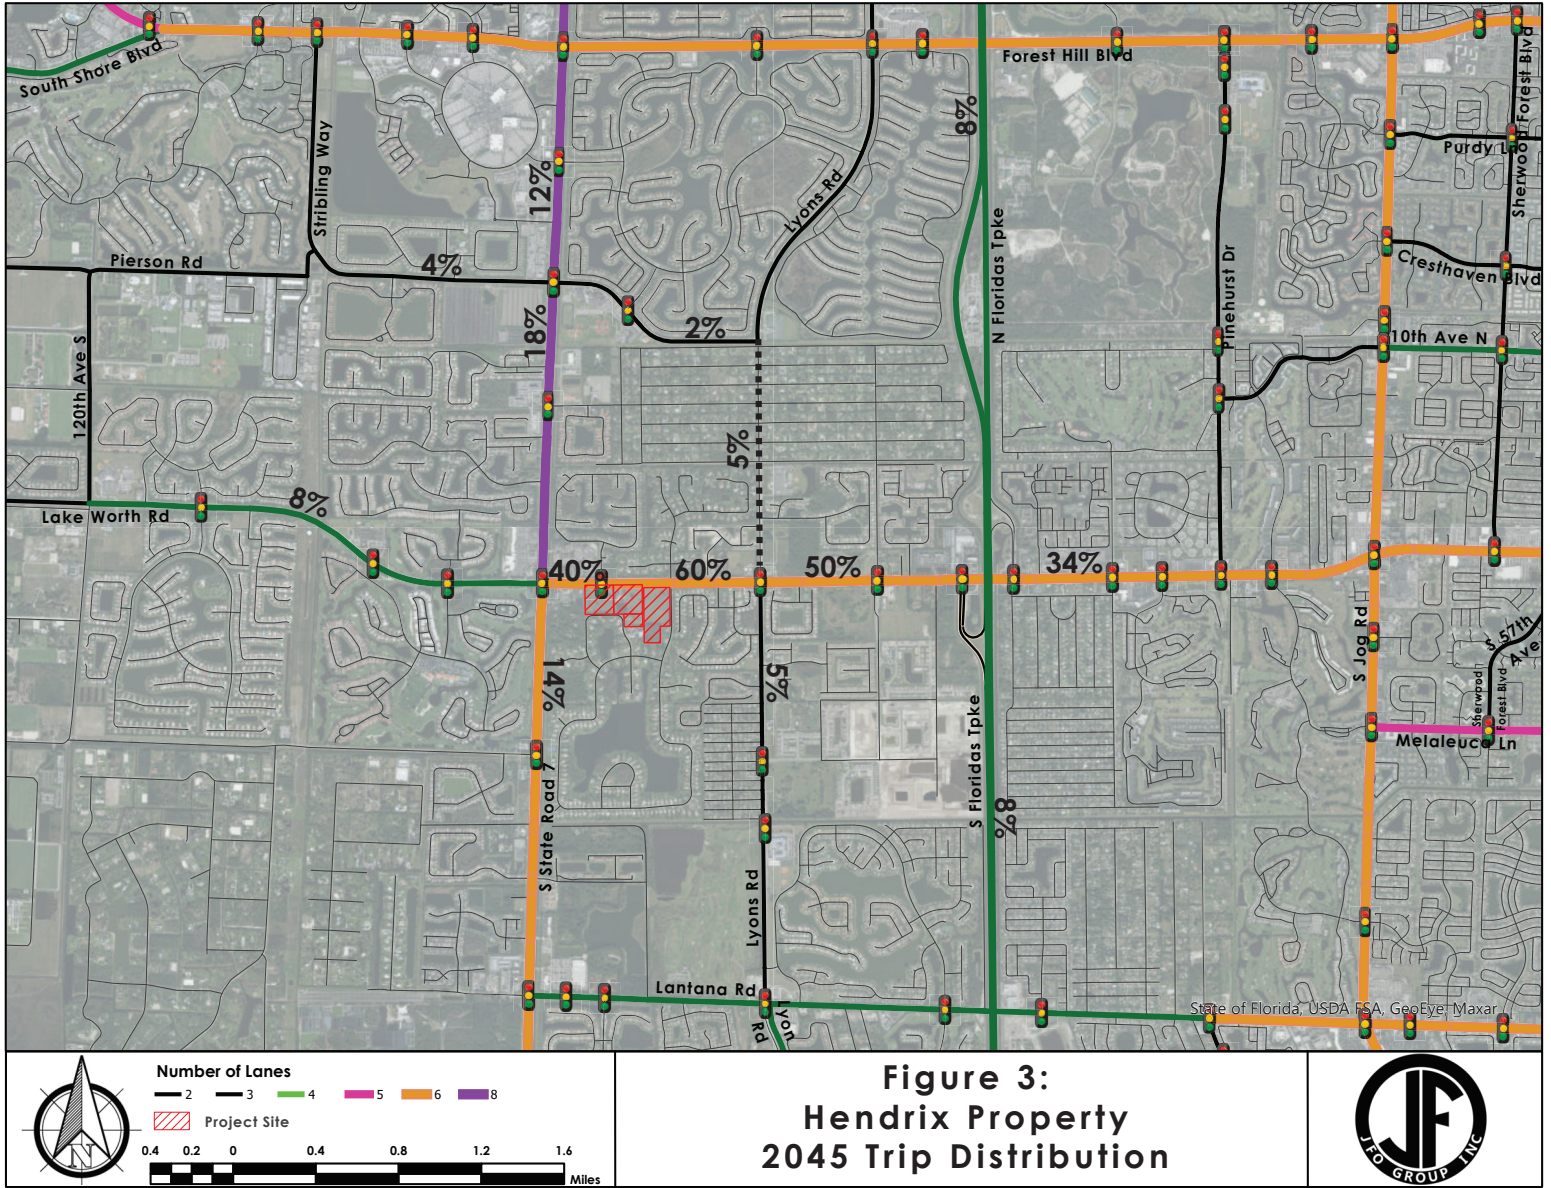 South Shore Blvd
Forest Hill Blvd
Sherwood Forest Blvd
8%
Stribling Way
12%
Lyons Rd
Purdy Ln
N Floridas Tpke
Pinehurst Dr
Pierson Rd
4%
Cresthaven Blvd
18%
2%
120th Ave S
10th Ave N
5%
8%
Lake Worth Rd
40%
60%
50%
34%
S Jog Rd
S 57th
Ave
14%
5%
Sherwood
Forest Blvd
S Floridas Tpke
Melaleuca Ln
S State Road 7
8%
Lyons Rd
Lantana Rd
Lyon
Rd
State of Florida, USDA FSA, GeoEye, Maxar
Number of Lanes
2 3 4 5 6 8
Project Site
0.4 0.2 0 0.4 0.8 1.2 1.6
Miles
N
Figure 3:
Hendrix Property
2045 Trip Distribution
JF
JFO GROUP INC